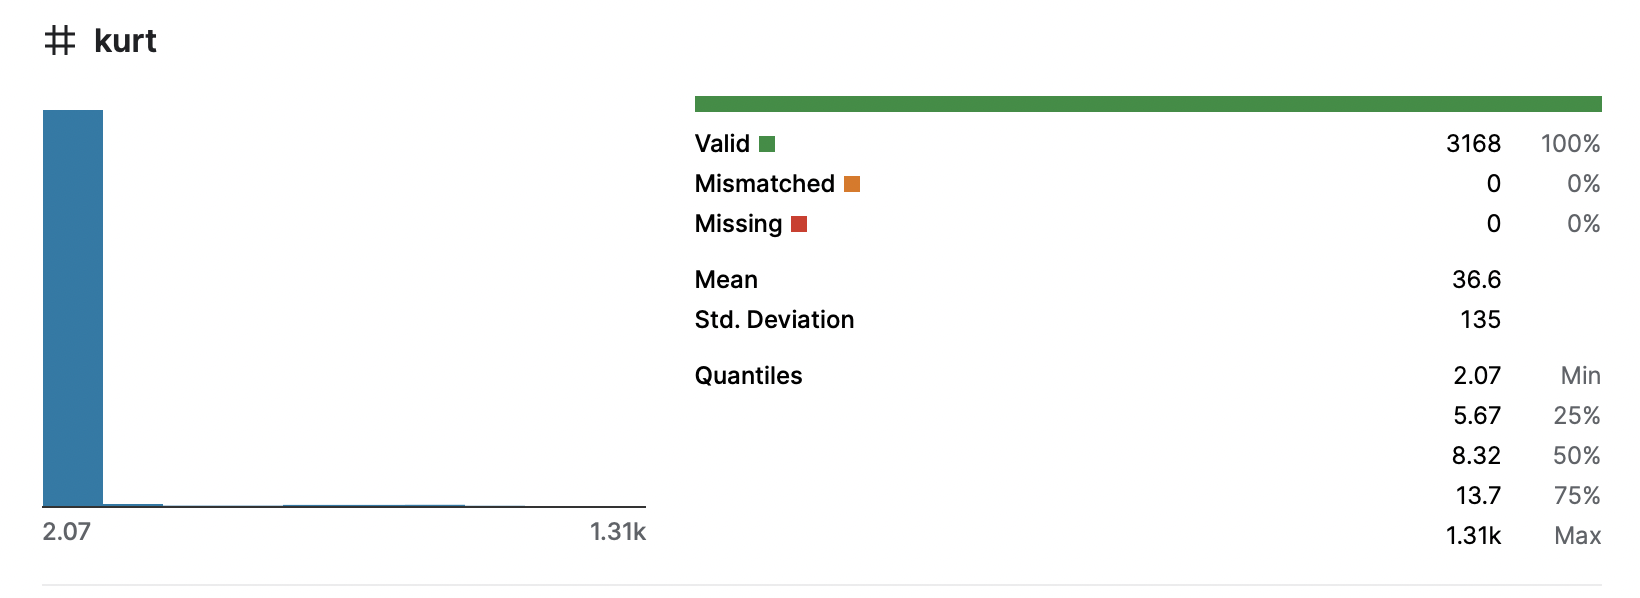 # kurt
2.07 1.31k
Valid 3168 100%
Mismatched 0 0%
Missing 0 0%
Mean 36.6
Std. Deviation 135
Quantiles 2.07 Min
5.67 25%
8.32 50%
13.7 75%
1.31k Max